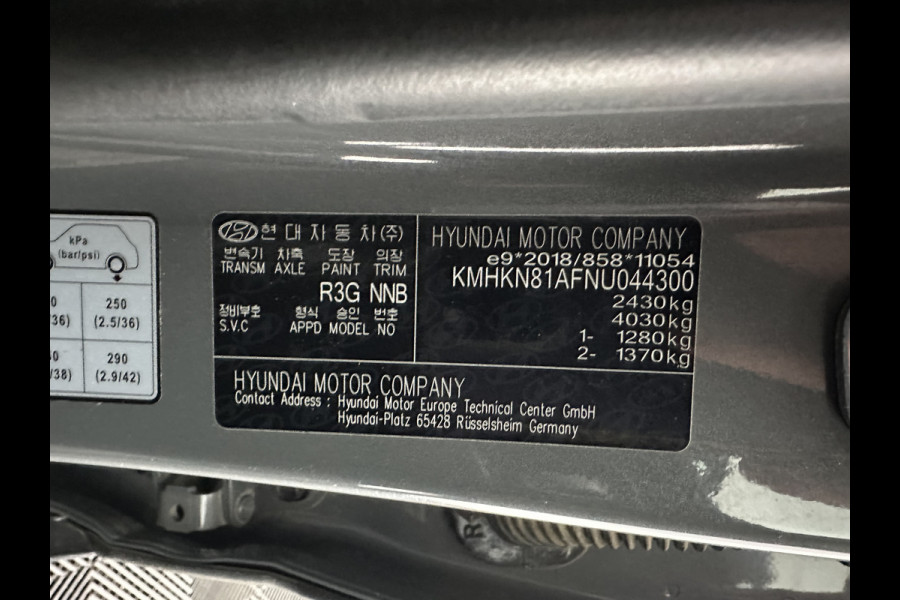 kPa
(bar/psi)
250
(2.5/36)
290
(2.9/42)
현대자동차(주)
변속기 차축 도장 의장
TRANSM AXLE PAINT TRIM
R3G NNB
정비부호 형식 승인 번호
S.V.C APPD MODEL NO
HYUNDAI MOTOR COMPANY
e9*2018/858*11054
KMHKN81AFNU044300
2430kg
4030kg
1- 1280kg
2- 1370kg
HYUNDAI MOTOR COMPANY
Contact Address : Hyundai Motor Europe Technical Center GmbH
Hyundai-Platz 65428 Rüsselsheim Germany